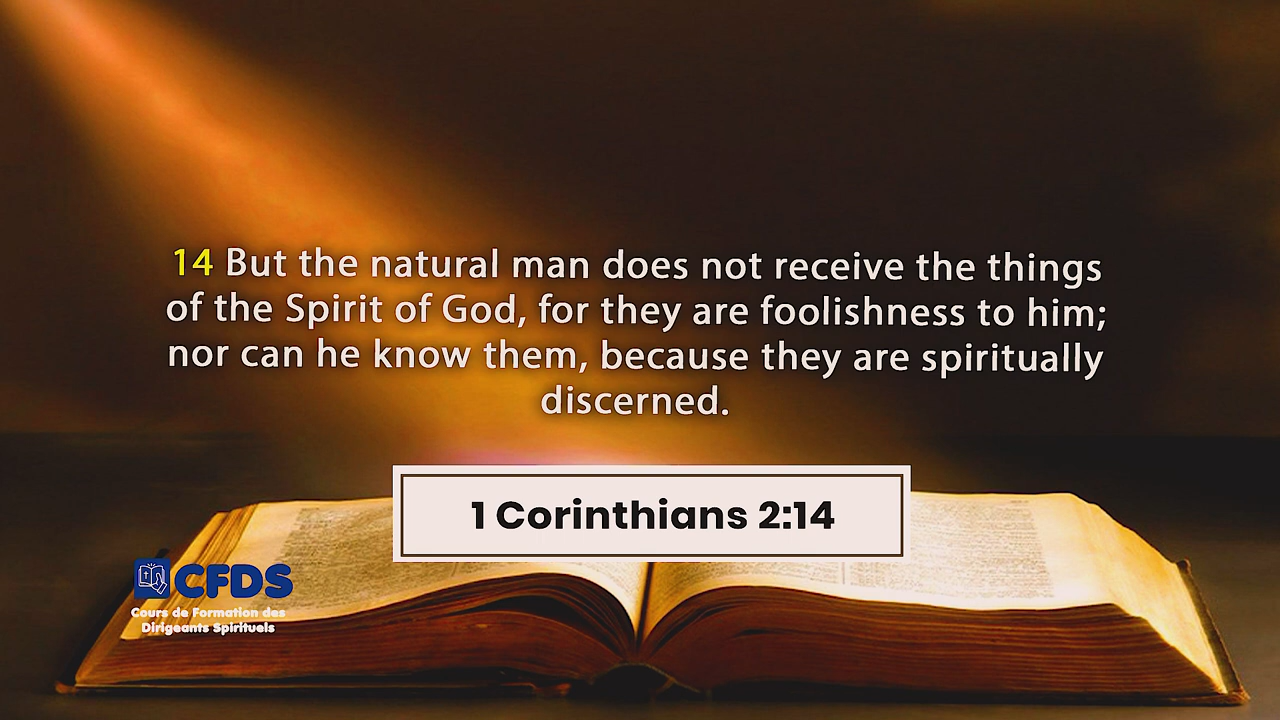 14 But the natural man does not receive the things
of the Spirit of God, for they are foolishness to him;
nor can he know them, because they are spiritually
discerned.
1 Corinthians 2:14
CFDS
Cours de Formation des
Dirigeants Spirituels